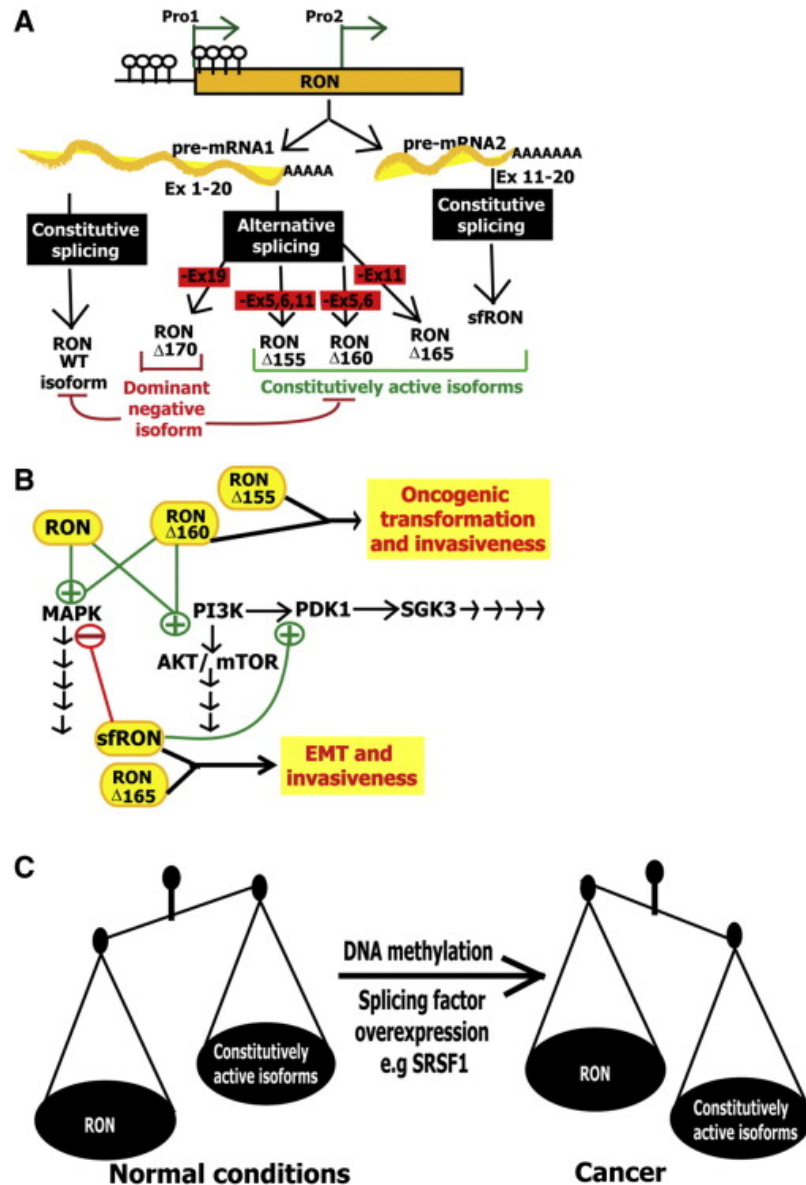 A
Pro1
Pro2
RON
pre-mRNA1
AAAAA
Ex 1-20
pre-mRNA2
AAAAAAA
Ex 11-20
Constitutive
splicing
Alternative
splicing
Constitutive
splicing
-Ex19
-Ex11
-Ex5,6,11
-Ex5,6
RON
WT
isoform
RON
Δ170
RON
Δ155
RON
Δ160
RON
Δ165
sfRON
Dominant
negative
isoform
Constitutively active isoforms
B
RON
RON
Δ160
RON
Δ155
Oncogenic
transformation
and invasiveness
+
+
+
MAPK
PI3K
PDK1
SGK3
−
AKT/ mTOR
sfRON
RON
Δ165
EMT and
invasiveness
C
RON
Constitutively
active isoforms
Normal conditions
DNA methylation
Splicing factor
overexpression
e.g SRSF1
RON
Constitutively
active isoforms
Cancer